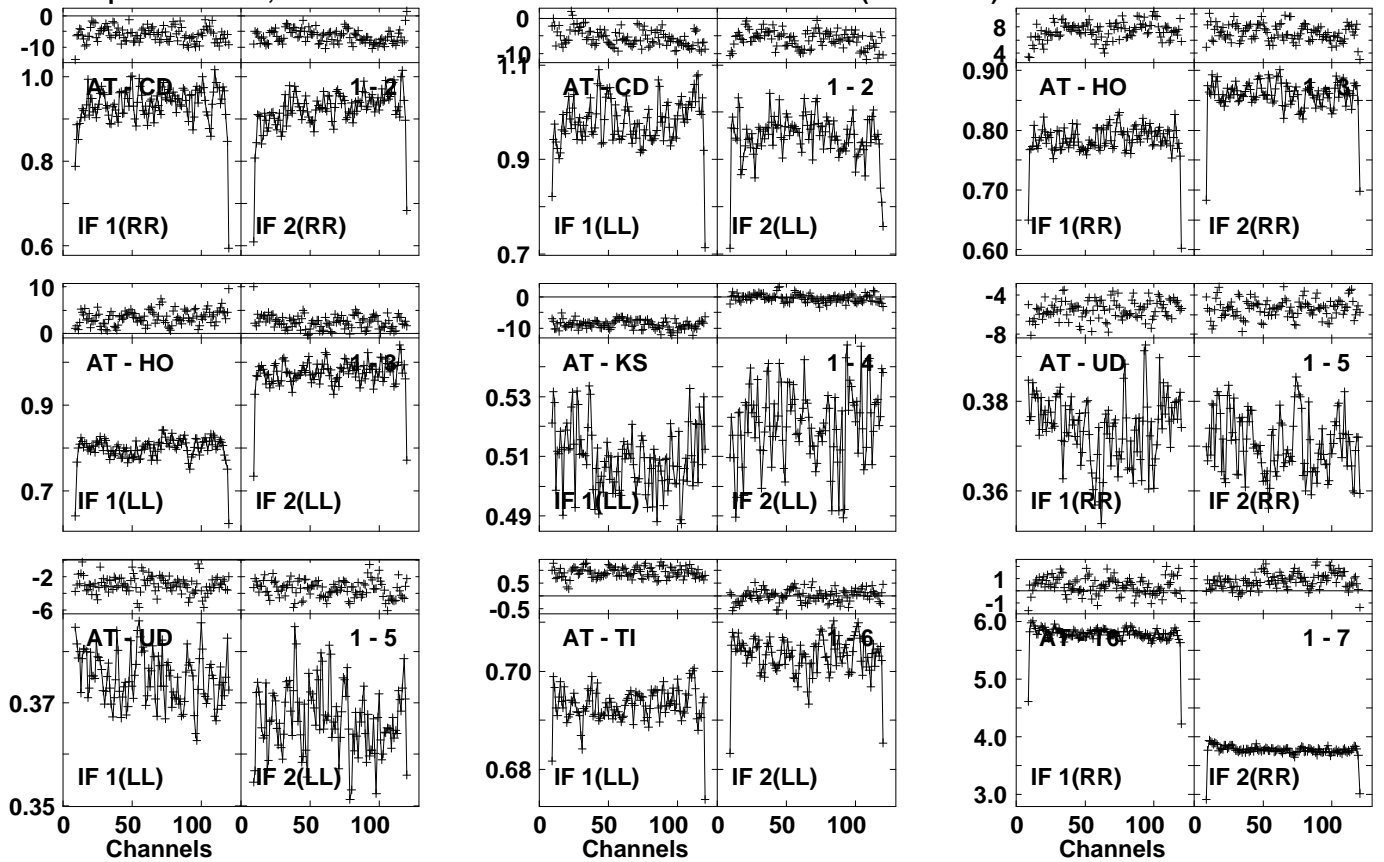 0
-10
1.0
0.8
0.6
AT - CD
1 - 2
IF 1(RR)
IF 2(RR)
0
-10
1.1
0.9
0.7
AT - CD
1 - 2
IF 1(LL)
IF 2(LL)
8
4
0.90
0.80
0.70
0.60
AT - HO
1 - 3
IF 1(RR)
IF 2(RR)
10
0
0.9
0.7
AT - HO
1 - 3
IF 1(LL)
IF 2(LL)
0
-10
0.53
0.51
0.49
AT - KS
1 - 4
IF 1(LL)
IF 2(LL)
-4
-8
0.38
0.36
AT - UD
1 - 5
IF 1(RR)
IF 2(RR)
-2
-6
0.37
0.35
AT - UD
1 - 5
IF 1(LL)
IF 2(LL)
0 50 100 0 50 100
Channels
0.5
-0.5
0.70
0.68
AT - TI
1 - 6
IF 1(LL)
IF 2(LL)
0 50 100 0 50 100
Channels
1
-1
6.0
5.0
4.0
3.0
AT - T6
1 - 7
IF 1(RR)
IF 2(RR)
0 50 100 0 50 100
Channels